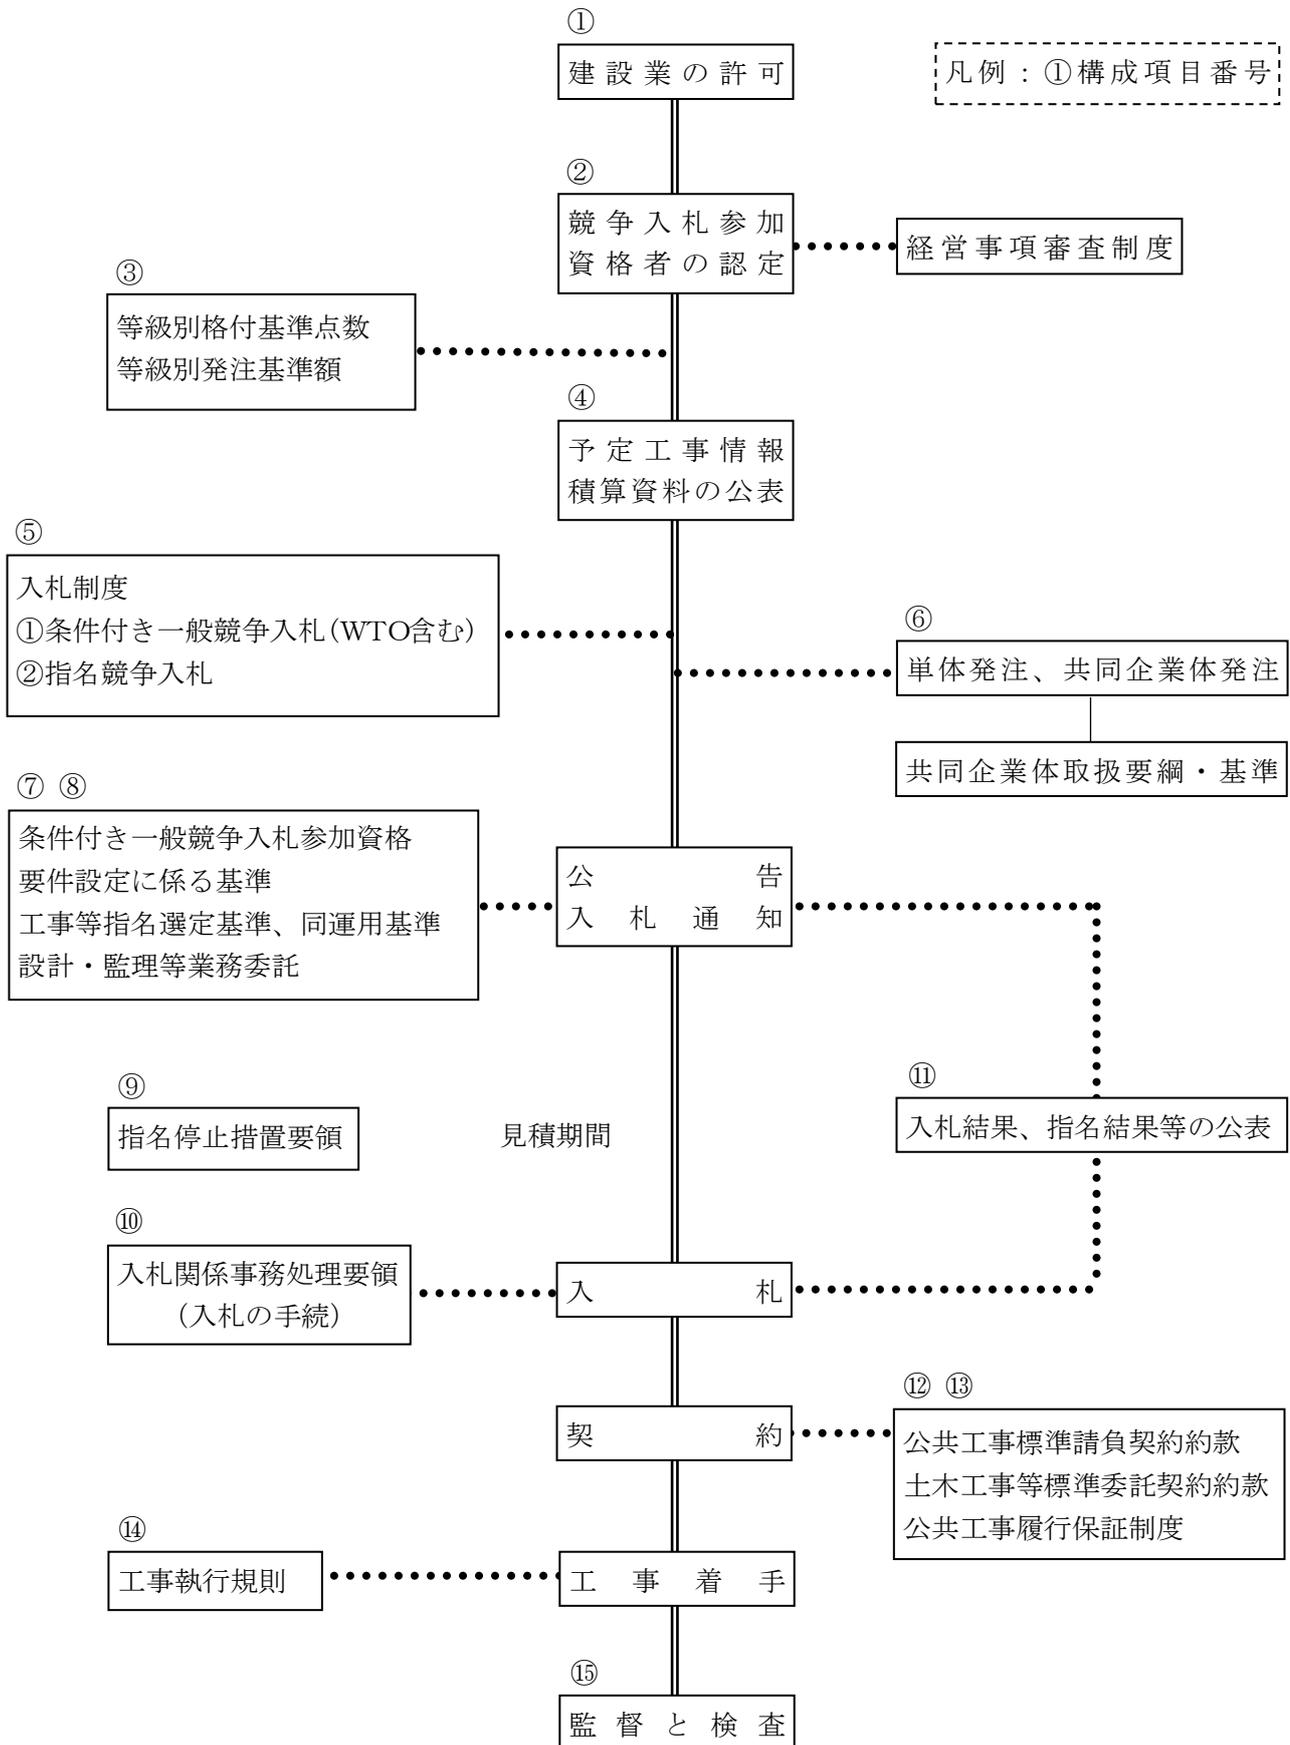 ①
建設業の許可
凡例：①構成項目番号
②
競争入札参加
資格者の認定
経営事項審査制度
③
等級別格付基準点数
等級別発注基準額
④
予定工事情報
積算資料の公表
⑤
入札制度
①条件付き一般競争入札（WTO含む）
②指名競争入札
⑥
単体発注、共同企業体発注
共同企業体取扱要綱・基準
⑦ ⑧
条件付き一般競争入札参加資格
要件設定に係る基準
工事等指名選定基準、同運用基準
設計・監理等業務委託
公告
入札通知
⑨
指名停止措置要領
見積期間
⑪
入札結果、指名結果等の公表
⑩
入札関係事務処理要領
（入札の手続）
入札
契約
⑫ ⑬
公共工事標準請負契約約款
土木工事等標準委託契約約款
公共工事履行保証制度
⑭
工事執行規則
工事着手
⑮
監督と検査